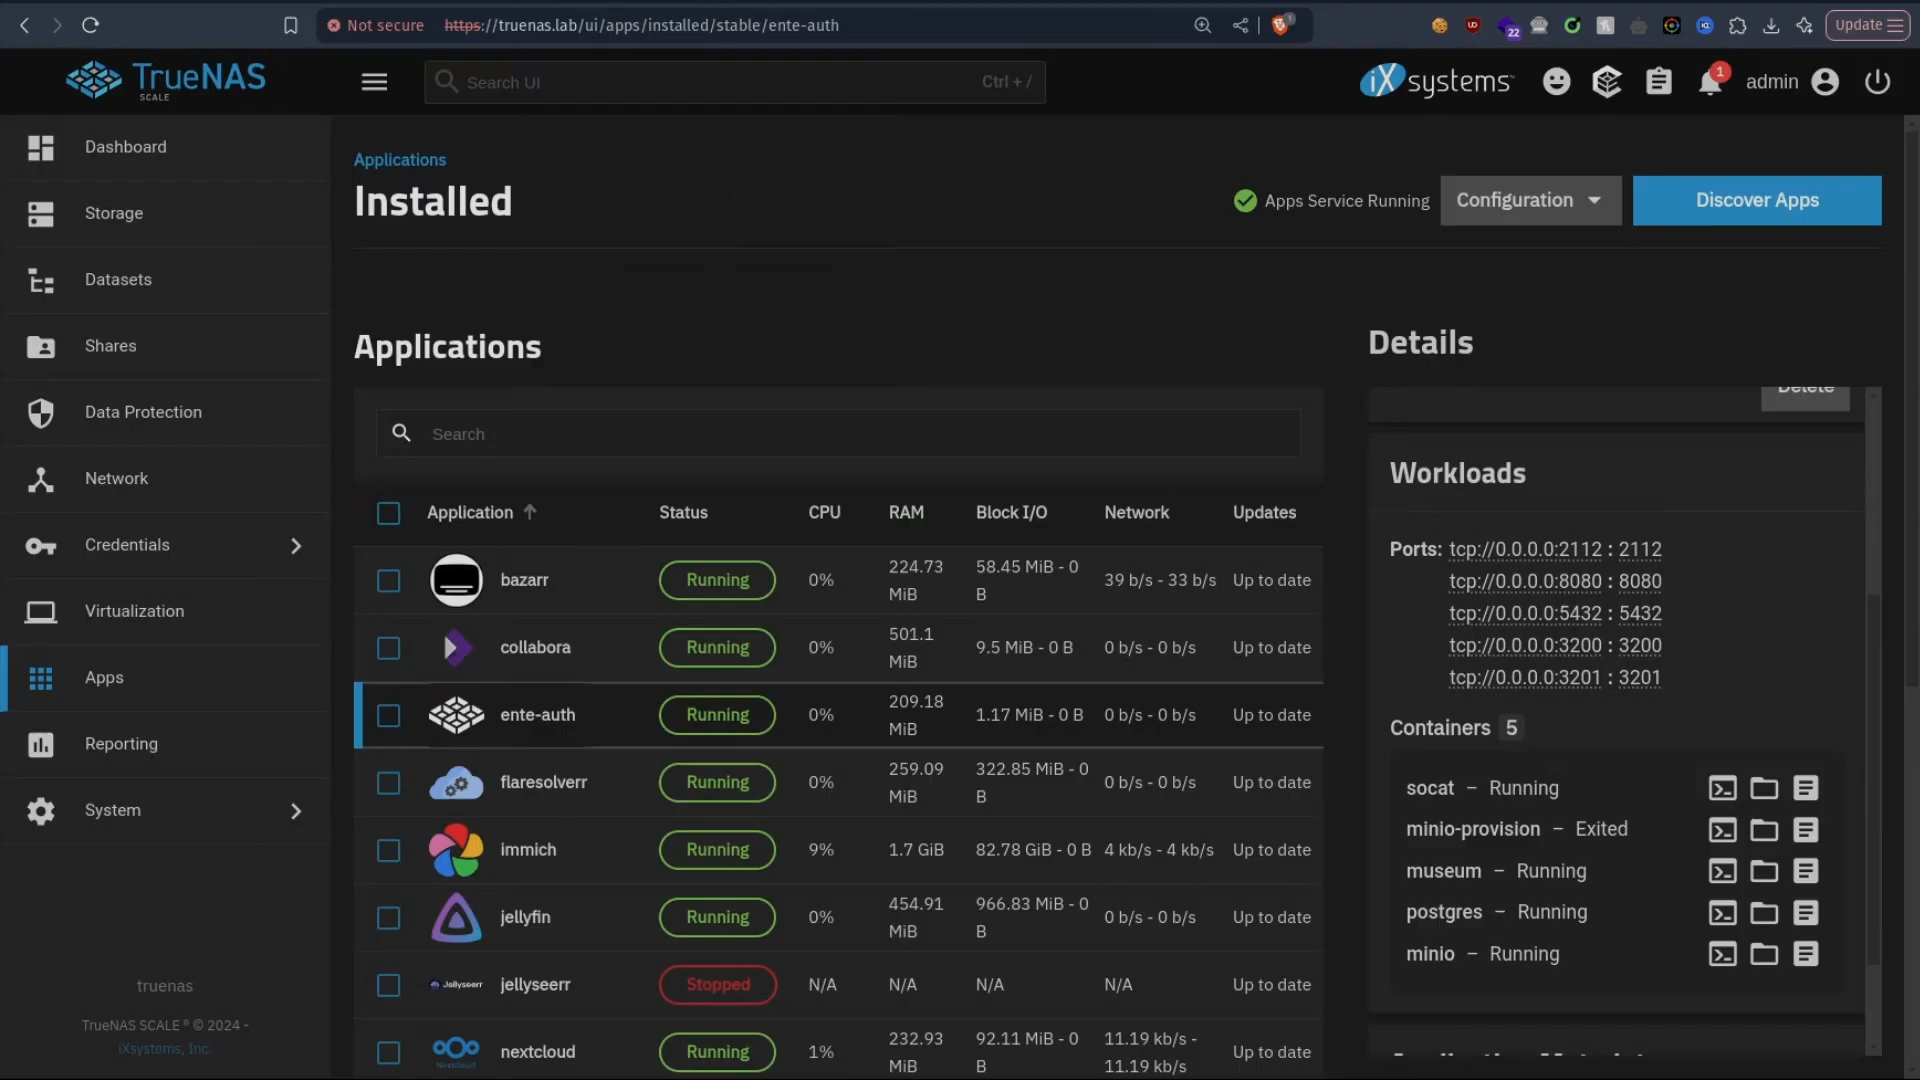 Not secure https://truenas.lab/ui/apps/installed/stable/ente-auth
1
22
Update
TrueNAS
SCALE
Search UI
Ctrl + /
iXsystems
1
admin
Dashboard
Storage
Datasets
Shares
Data Protection
Network
Credentials
Virtualization
Apps
Reporting
System
truenas
TrueNAS SCALE ® © 2024 -
iXsystems, Inc.
Applications
Installed
Apps Service Running
Configuration
Discover Apps
Applications
Search
Application Status CPU RAM Block I/O Network Updates
bazarr Running 0% 224.73 MiB 58.45 MiB - 0 B 39 b/s - 33 b/s Up to date
collabora Running 0% 501.1 MiB 9.5 MiB - 0 B 0 b/s - 0 b/s Up to date
ente-auth Running 0% 209.18 MiB 1.17 MiB - 0 B 0 b/s - 0 b/s Up to date
flaresolverr Running 0% 259.09 MiB 322.85 MiB - 0 B 0 b/s - 0 b/s Up to date
immich Running 9% 1.7 GiB 82.78 GiB - 0 B 4 kb/s - 4 kb/s Up to date
jellyfin Running 0% 454.91 MiB 966.83 MiB - 0 B 0 b/s - 0 b/s Up to date
Jellyseerr jellyseerr Stopped N/A N/A N/A N/A Up to date
Nextcloud nextcloud Running 1% 232.93 MiB 92.11 MiB - 0 B 11.19 kb/s - 11.19 kb/s Up to date
Details
Delete
Workloads
Ports: tcp://0.0.0.0:2112 : 2112
tcp://0.0.0.0:8080 : 8080
tcp://0.0.0.0:5432 : 5432
tcp://0.0.0.0:3200 : 3200
tcp://0.0.0.0:3201 : 3201
Containers 5
socat – Running
minio-provision – Exited
museum – Running
postgres – Running
minio – Running